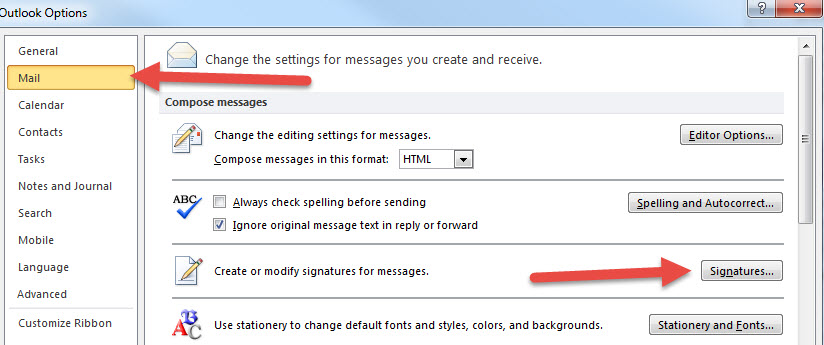 Outlook Options
General
Mail
Calendar
Contacts
Tasks
Notes and Journal
Search
Mobile
Language
Advanced
Customize Ribbon
Change the settings for messages you create and receive.
Compose messages
Change the editing settings for messages.
Editor Options...
Compose messages in this format: HTML
ABC
Always check spelling before sending
Spelling and Autocorrect...
Ignore original message text in reply or forward
Create or modify signatures for messages.
Signatures...
ABC
Use stationery to change default fonts and styles, colors, and backgrounds.
Stationery and Fonts...